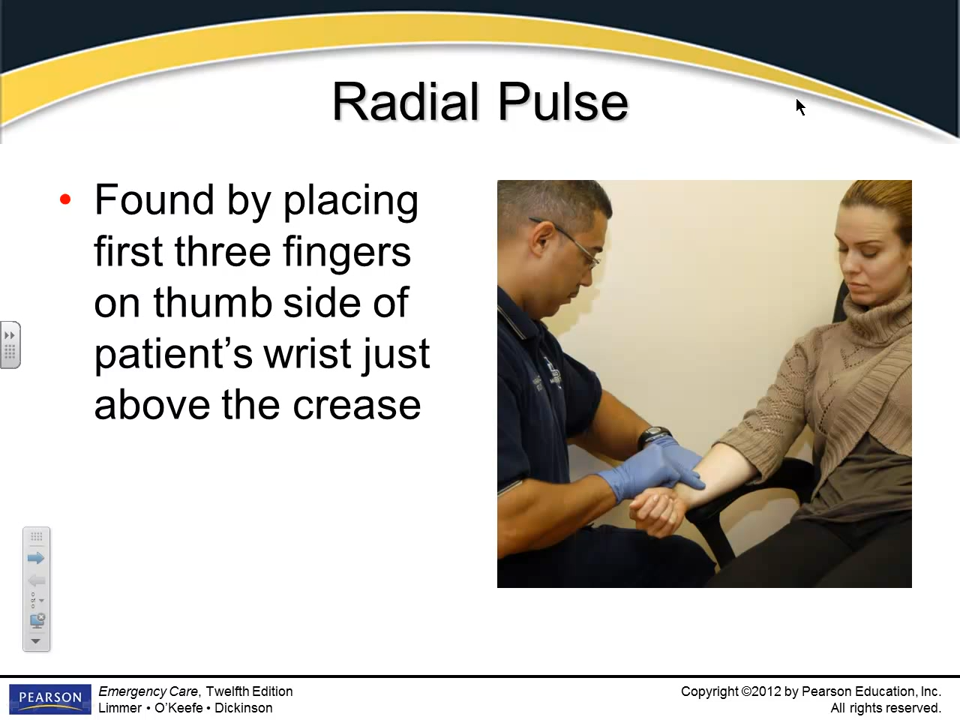 Radial Pulse
• Found by placing
first three fingers
on thumb side of
patient’s wrist just
above the crease
PEARSON
Emergency Care, Twelfth Edition
Limmer • O’Keefe • Dickinson
Copyright ©2012 by Pearson Education, Inc.
All rights reserved.